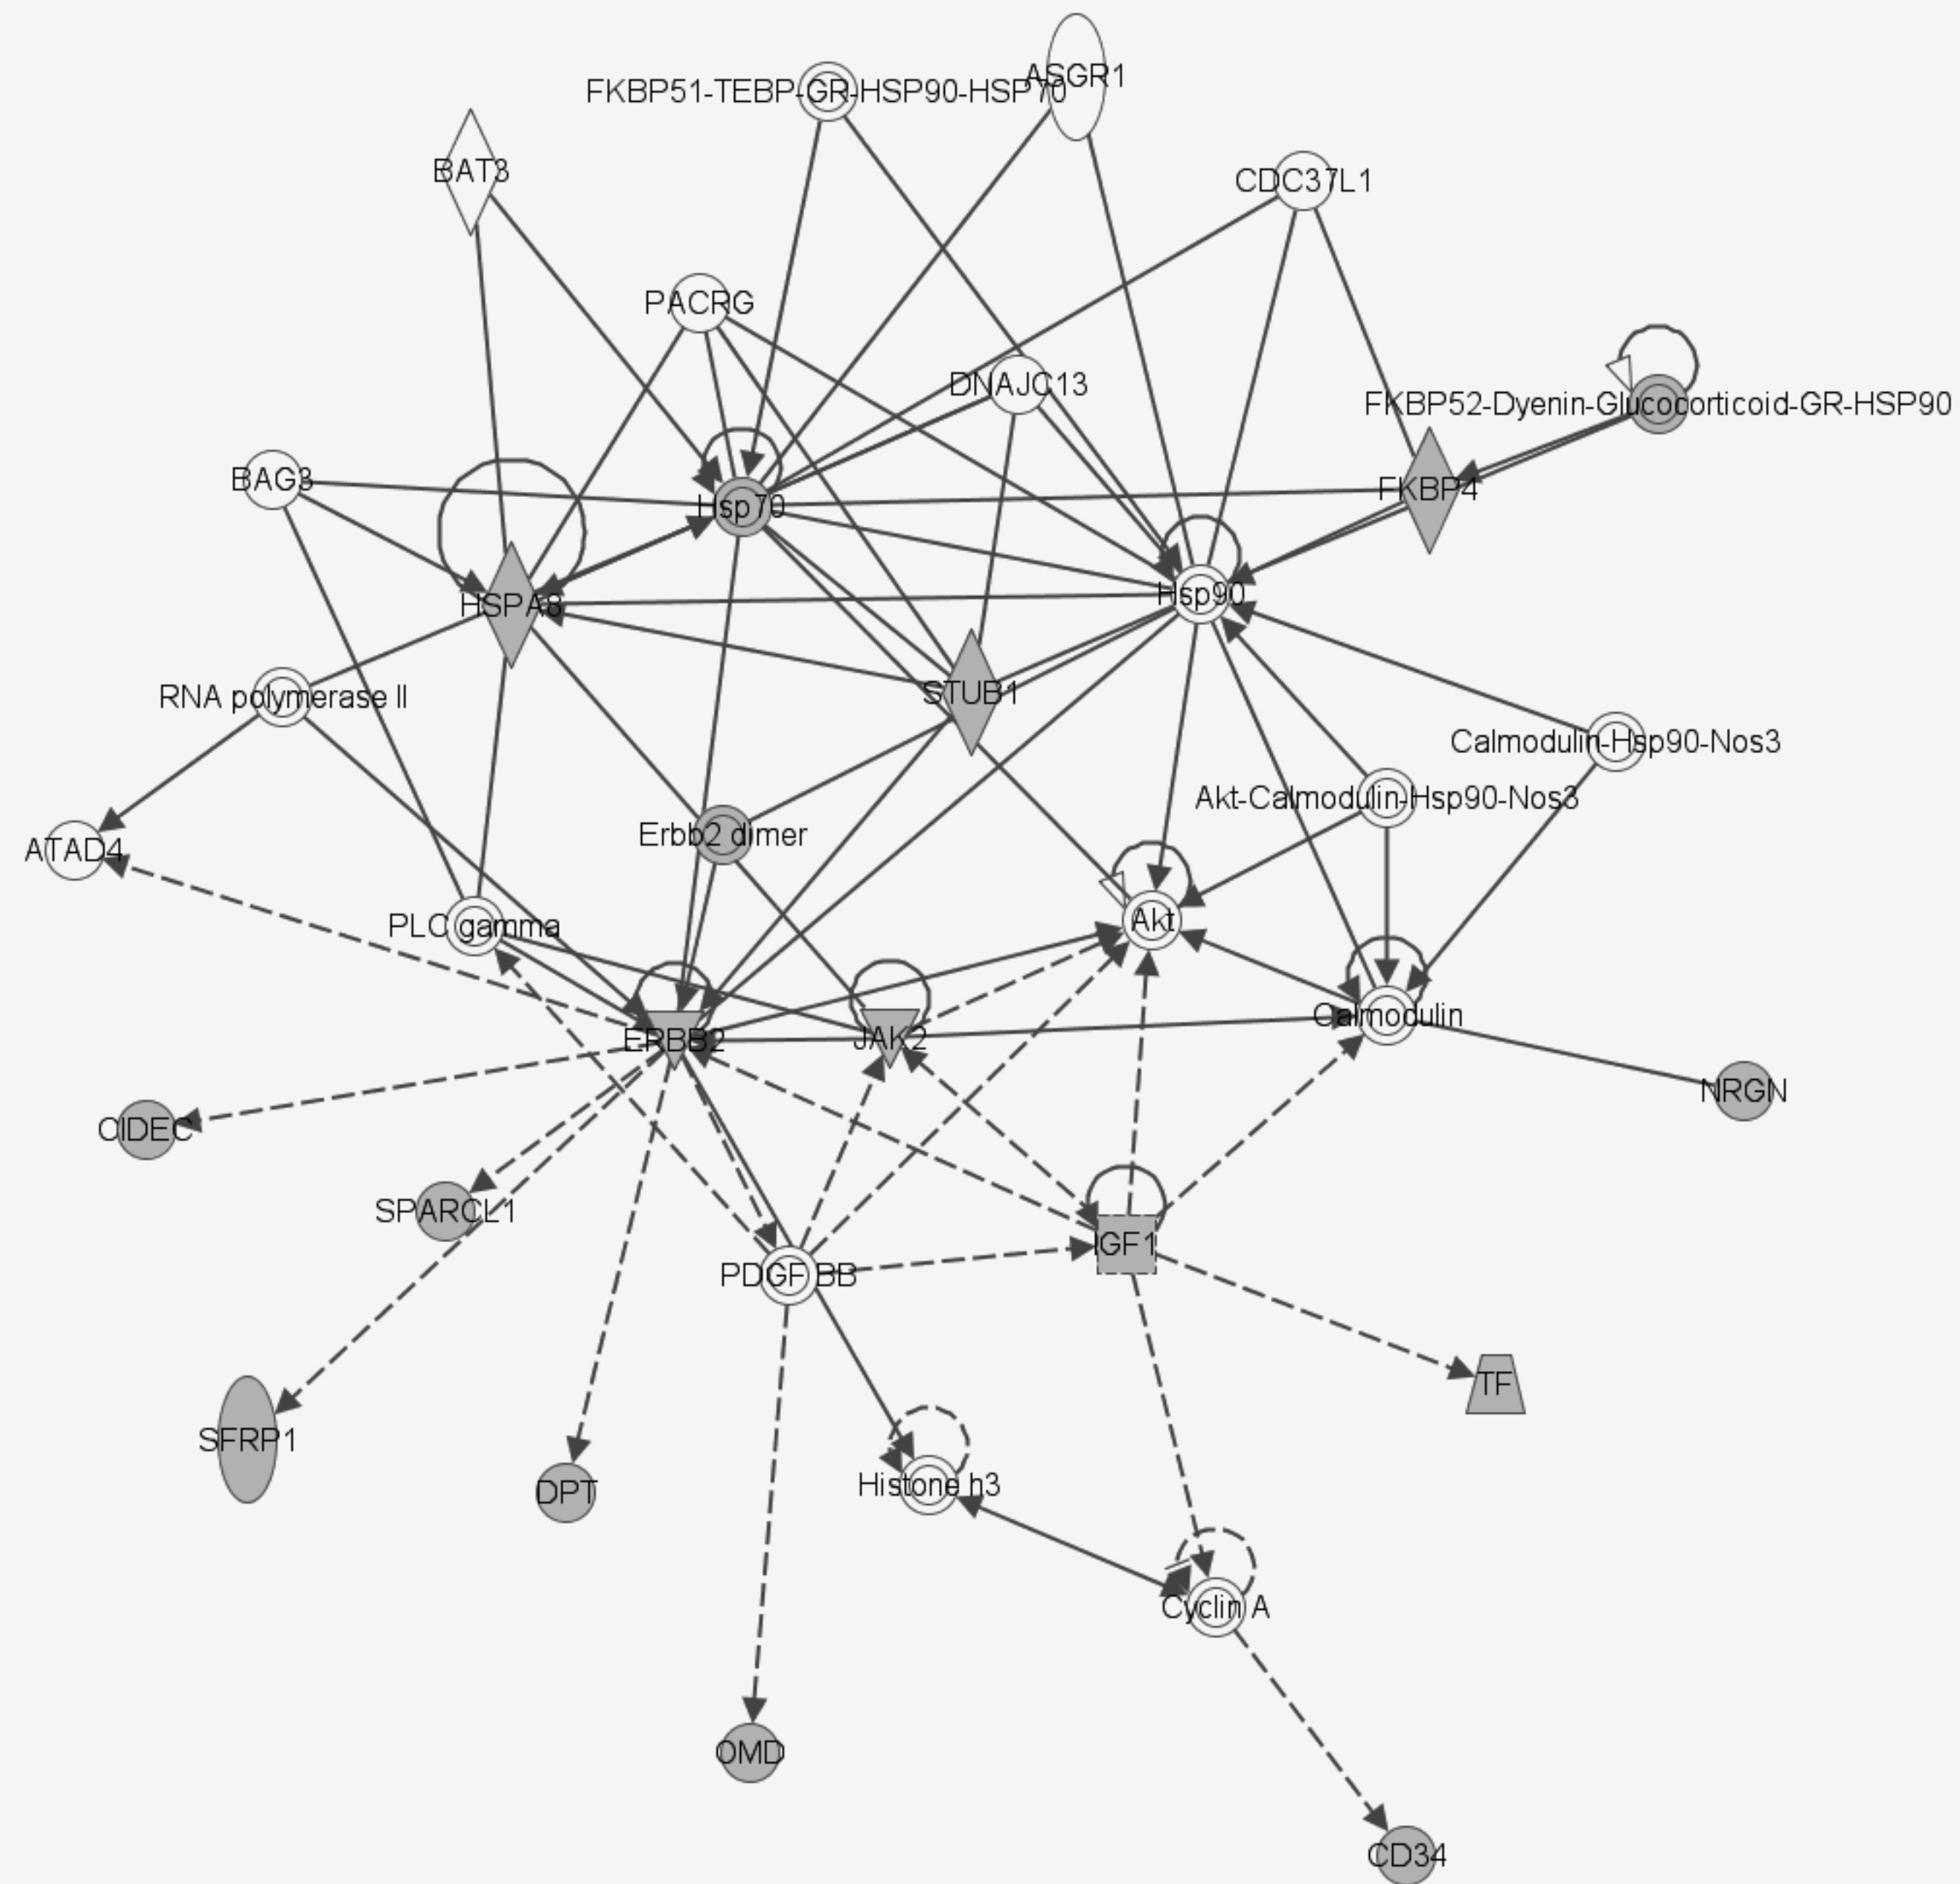 ASGR1
FKBP51-TEBP-GR-HSP90-HSP70
BAT3
CDC37L1
PACRG
DNAJC13
FKBP52-Dyenin-Glucocorticoid-GR-HSP90
BAG3
FKBP4
Hsp70
Hsp90
HSPA8
STUB1
RNA polymerase II
Calmodulin-Hsp90-Nos3
Akt-Calmodulin-Hsp90-Nos3
Erbb2 dimer
ATAD4
Akt
PLC gamma
Calmodulin
ERBB2
JAK2
NRGN
CIDEC
SPARCL1
IGF1
PDGF BB
TF
SFRP1
Histone h3
DPT
Cyclin A
OMD
CD34